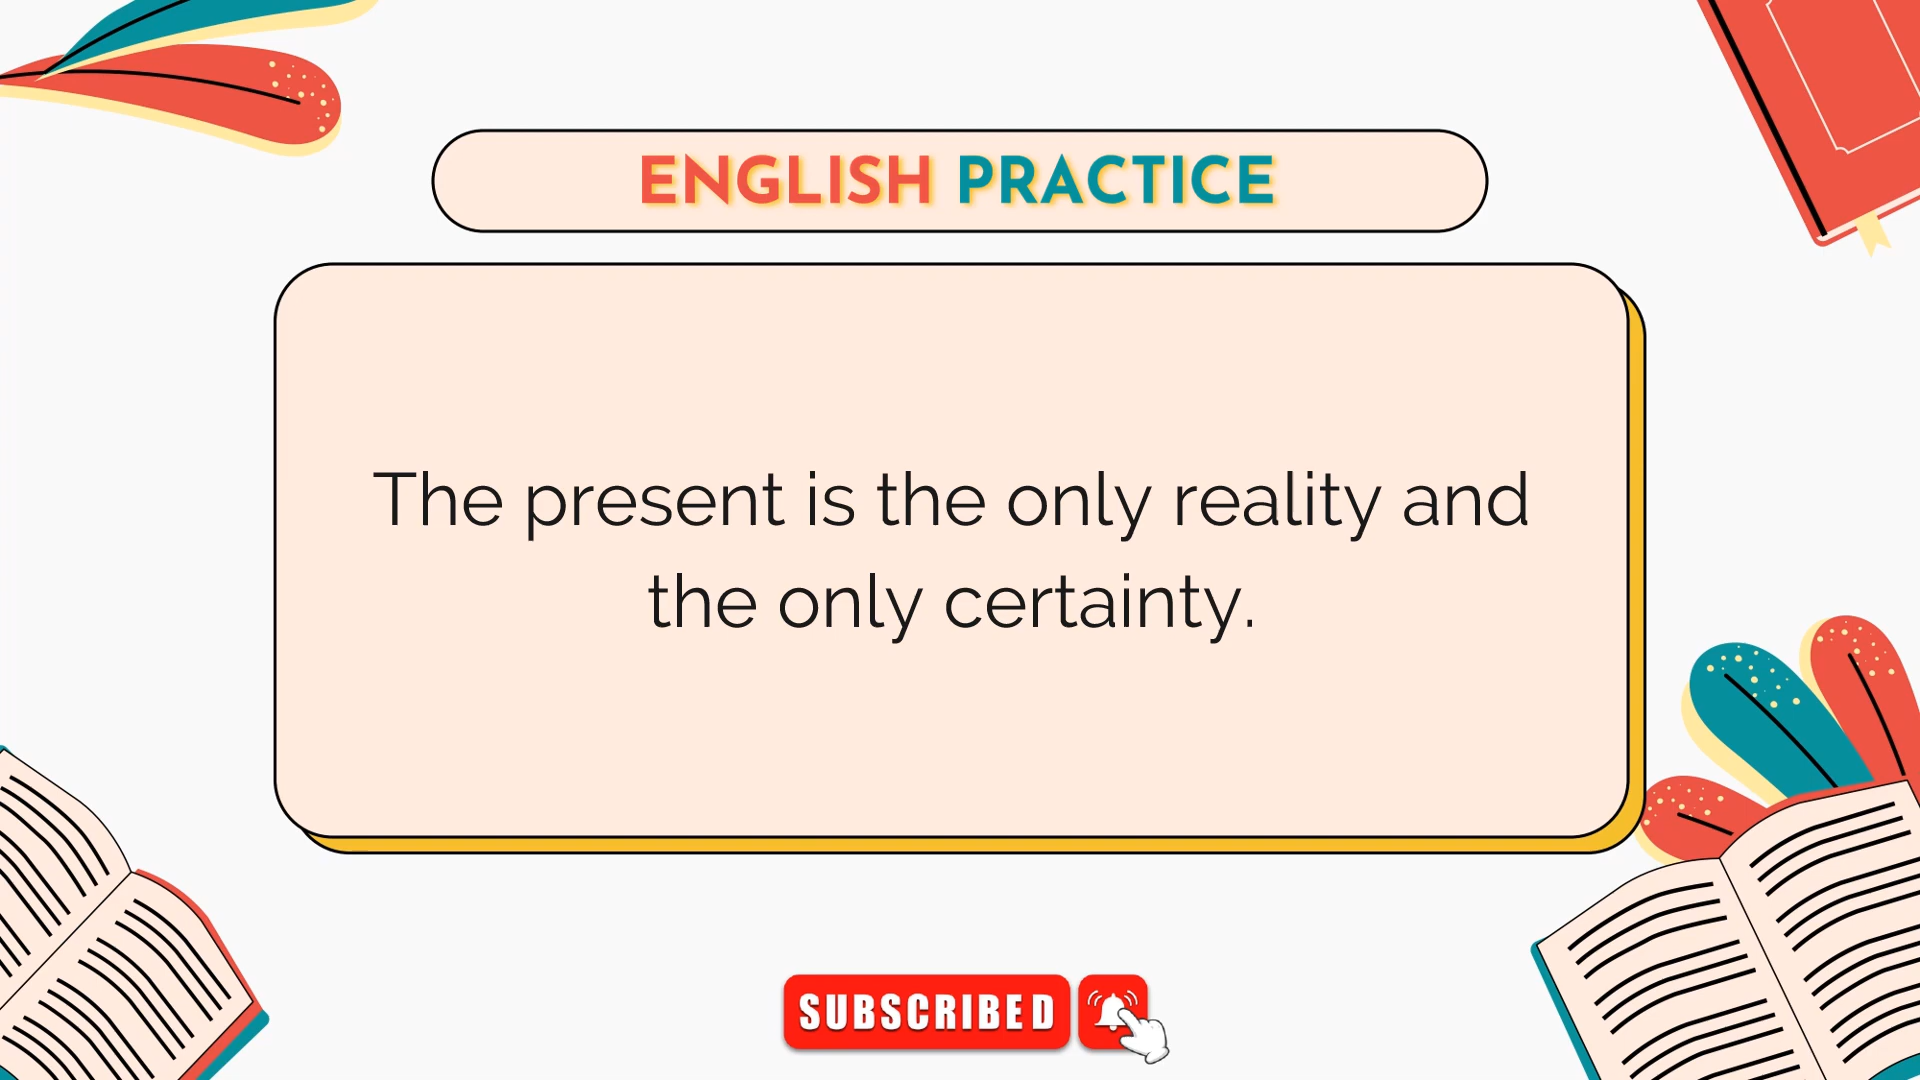 ENGLISH PRACTICE
The present is the only reality and
the only certainty.
SUBSCRIBED